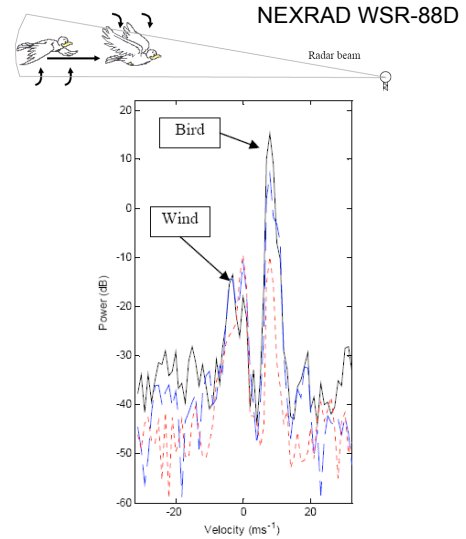 NEXRAD WSR-88D
Radar beam
20
Bird
10
0
Wind
-10
-20
Power (dB)
-30
-40
-50
-60
-20 0 20
Velocity (ms⁻¹)